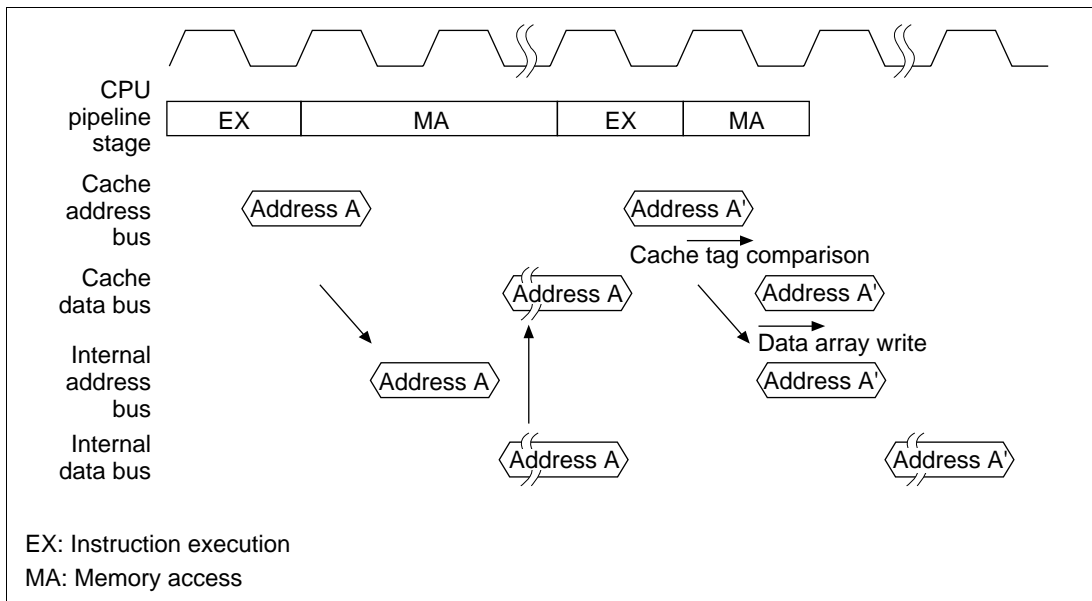 CPU
pipeline
stage
EX
MA
EX
MA
Cache
address
bus
Address A
Address A'
Cache tag comparison
Cache
data bus
Address A
Address A'
Data array write
Internal
address
bus
Address A
Address A'
Internal
data bus
Address A
Address A'
EX: Instruction execution
MA: Memory access